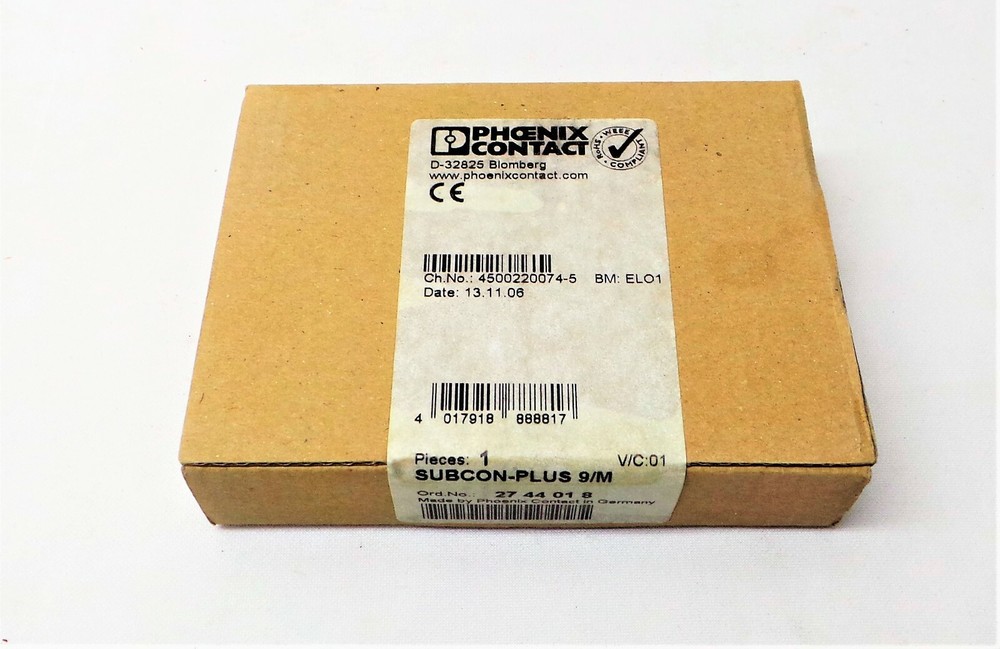 PHŒNIX
CONTACT
RoHS • WEEE • COMPLIANT
D-32825 Blomberg
www.phoenixcontact.com
CE
Ch.No.: 4500220074-5 BM: ELO1
Date: 13.11.06
4 017918 888817
Pieces: 1 V/C:01
SUBCON-PLUS 9/M
Ord.No.: 27 44 01 8
Made by Phoenix Contact in Germany